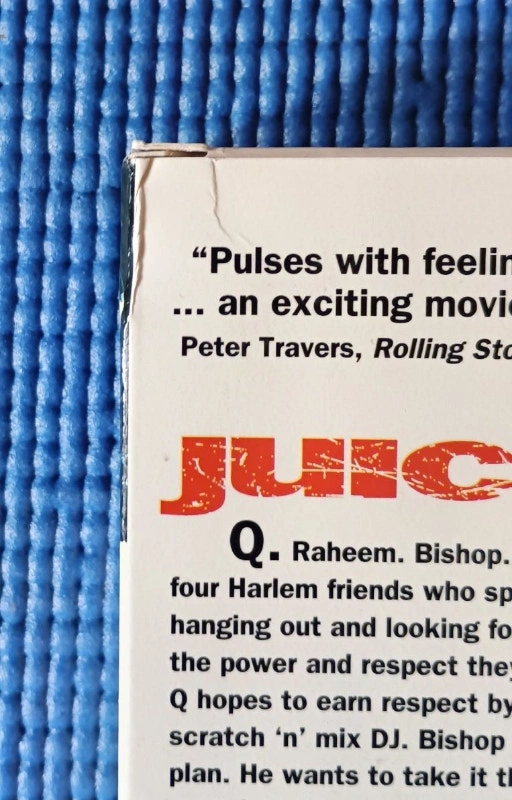 “Pulses with feelin
... an exciting movi
Peter Travers, Rolling Sto
JUIC
Q. Raheem. Bishop.
four Harlem friends who sp
hanging out and looking fo
the power and respect they
Q hopes to earn respect by
scratch ‘n’ mix DJ. Bishop
plan. He wants to take it th